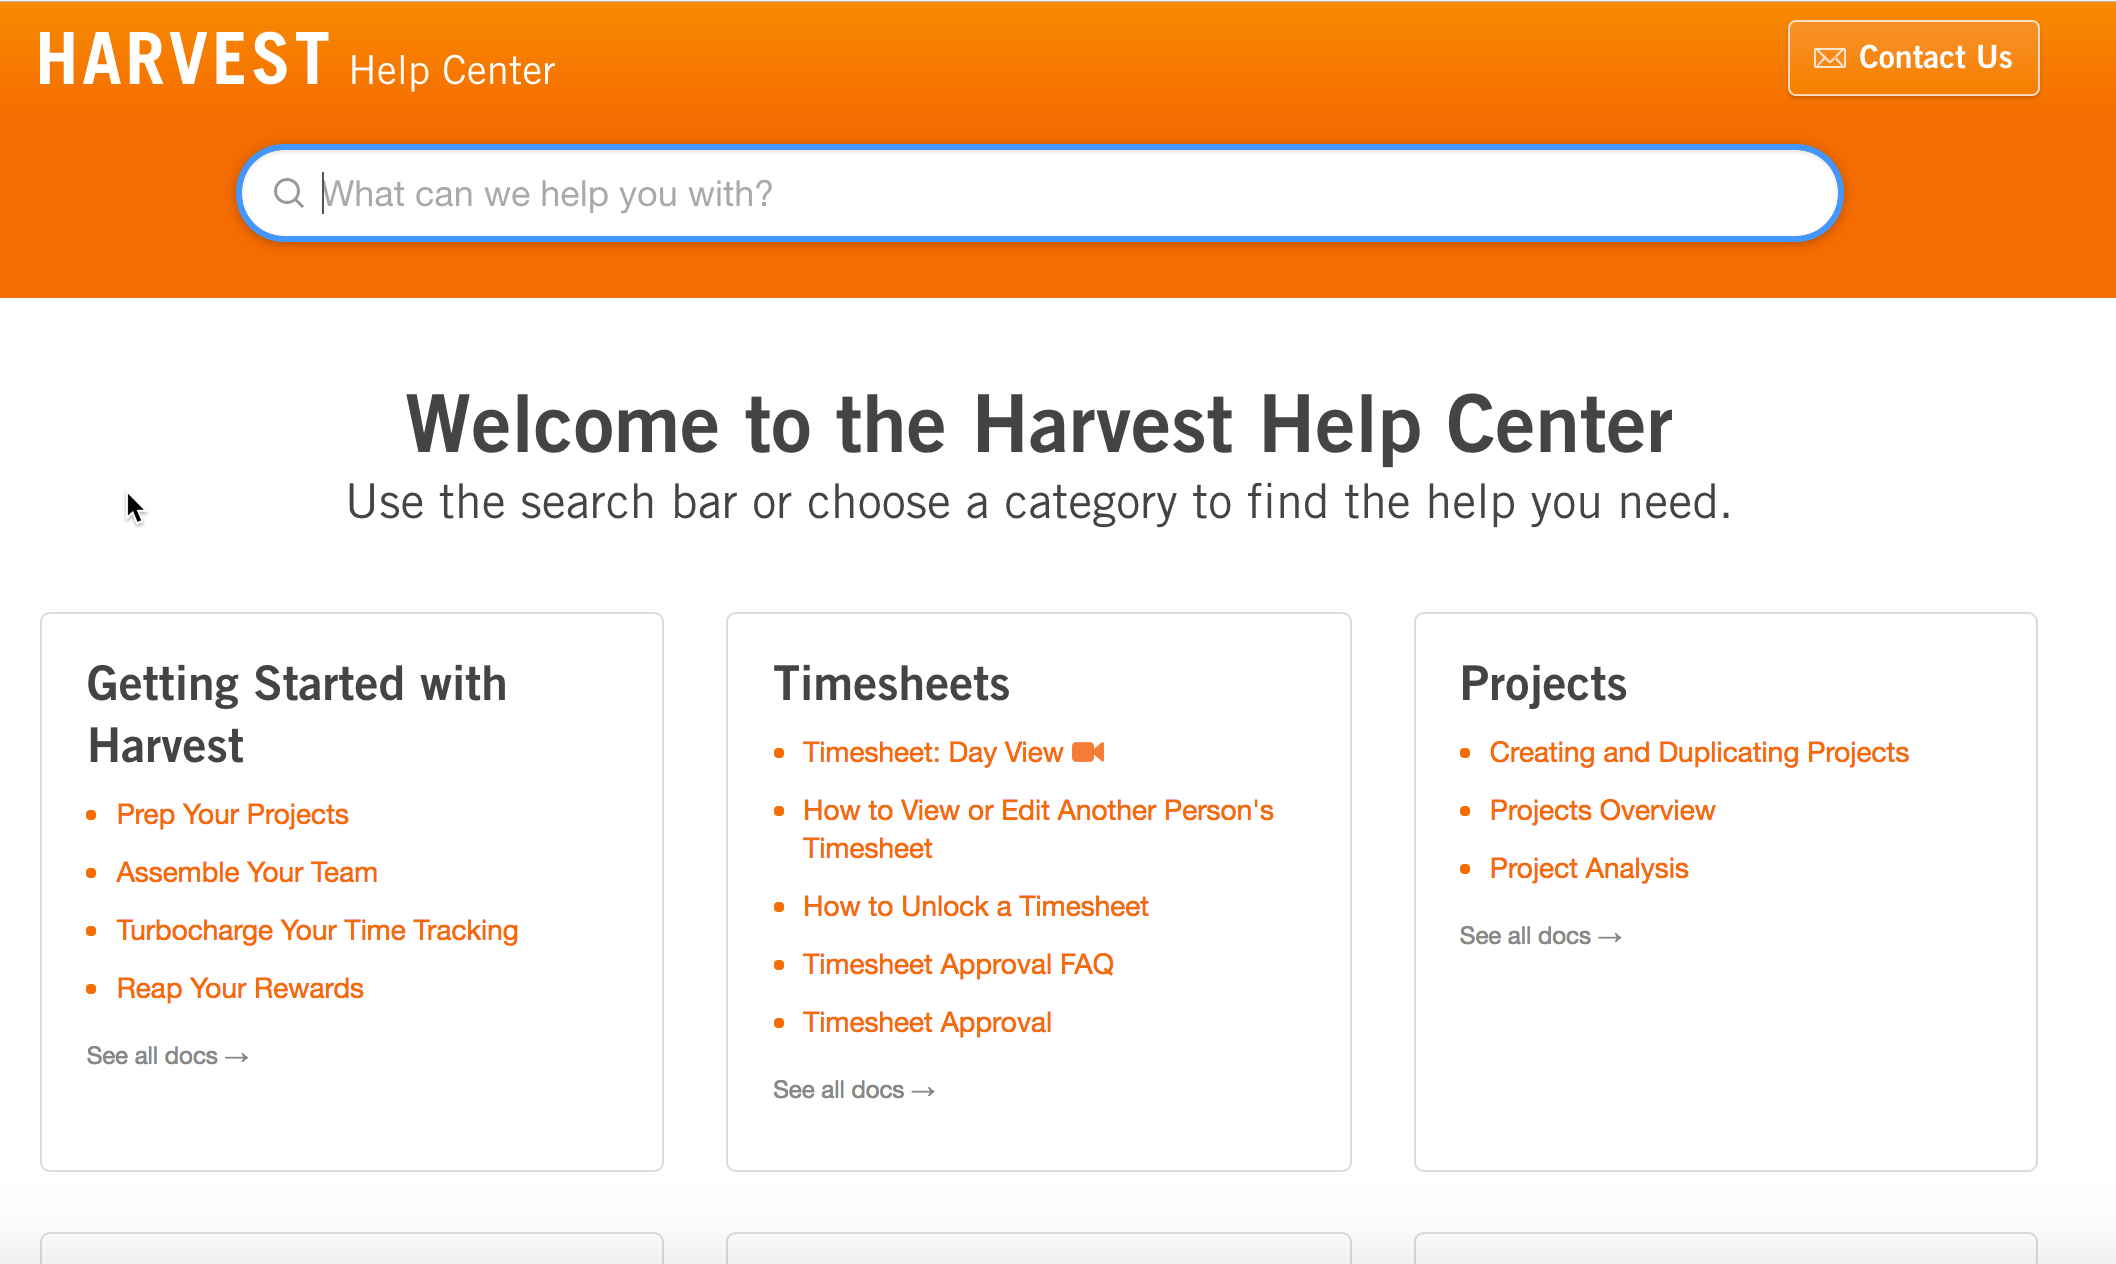 HARVEST Help Center
Contact Us
What can we help you with?
Welcome to the Harvest Help Center
Use the search bar or choose a category to find the help you need.
Getting Started with
Harvest
Prep Your Projects
Assemble Your Team
Turbocharge Your Time Tracking
Reap Your Rewards
See all docs →
Timesheets
Timesheet: Day View
How to View or Edit Another Person's
Timesheet
How to Unlock a Timesheet
Timesheet Approval FAQ
Timesheet Approval
See all docs →
Projects
Creating and Duplicating Projects
Projects Overview
Project Analysis
See all docs →